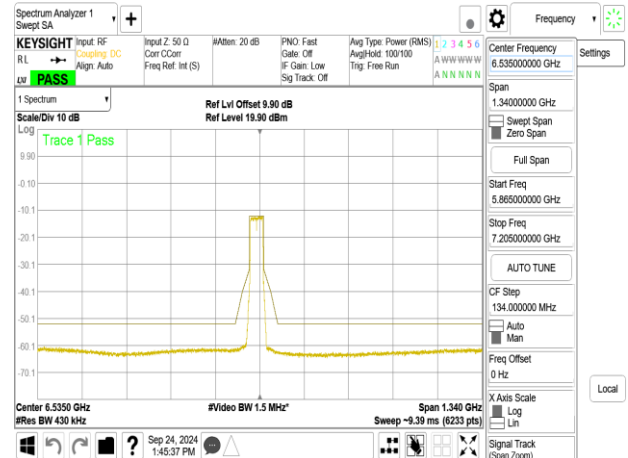 Spectrum Analyzer 1
Swept SA
+
Frequency
KEYSIGHT
RL
LXI
PASS
Input: RF
Coupling: DC
Align: Auto
Input Z: 50 Ω
Corr CCorr
Freq Ref: Int (S)
#Atten: 20 dB
PNO: Fast
Gate: Off
IF Gain: Low
Sig Track: Off
Avg Type: Power (RMS)
Avg|Hold: 100/100
Trig: Free Run
1 2 3 4 5 6
A W W W W W
A N N N N N
1 Spectrum
Scale/Div 10 dB
Ref Lvl Offset 9.90 dB
Ref Level 19.90 dBm
Log
Trace 1 Pass
9.90
-0.10
-10.1
-20.1
-30.1
-40.1
-50.1
-60.1
-70.1
Center 6.5350 GHz
#Res BW 430 kHz
#Video BW 1.5 MHz*
Span 1.340 GHz
Sweep ~9.39 ms (6233 pts)
?
Sep 24, 2024
1:45:37 PM
Center Frequency
6.535000000 GHz
Settings
Span
1.34000000 GHz
Swept Span
Zero Span
Full Span
Start Freq
5.865000000 GHz
Stop Freq
7.205000000 GHz
AUTO TUNE
CF Step
134.000000 MHz
Auto
Man
Freq Offset
0 Hz
X Axis Scale
Log
Lin
Local
Signal Track
(Span Zoom)